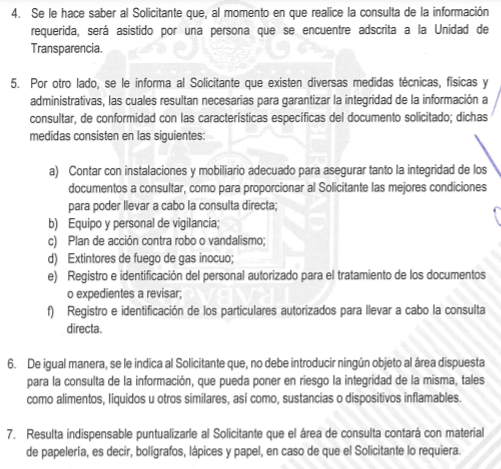 4. Se le hace saber al Solicitante que, al momento en que realice la consulta de la información
requerida, será asistido por una persona que se encuentre adscrita a la Unidad de
Transparencia.
5. Por otro lado, se le informa al Solicitante que existen diversas medidas técnicas, físicas y
administrativas, las cuales resultan necesarias para garantizar la integridad de la información a
consultar, de conformidad con las características específicas del documento solicitado; dichas
medidas consisten en las siguientes:
a) Contar con instalaciones y mobiliario adecuado para asegurar tanto la integridad de los
documentos a consultar, como para proporcionar al Solicitante las mejores condiciones
para poder llevar a cabo la consulta directa;
b) Equipo y personal de vigilancia;
c) Plan de acción contra robo o vandalismo;
d) Extintores de fuego de gas inocuo;
e) Registro e identificación del personal autorizado para el tratamiento de los documentos
o expedientes a revisar;
f) Registro e identificación de los particulares autorizados para llevar a cabo la consulta
directa.
6. De igual manera, se le indica al Solicitante que, no debe introducir ningún objeto al área dispuesta
para la consulta de la información, que pueda poner en riesgo la integridad de la misma, tales
como alimentos, líquidos u otros similares, así como, sustancias o dispositivos inflamables.
7. Resulta indispensable puntualizarle al Solicitante que el área de consulta contará con material
de papelería, es decir, bolígrafos, lápices y papel, en caso de que el Solicitante lo requiera.